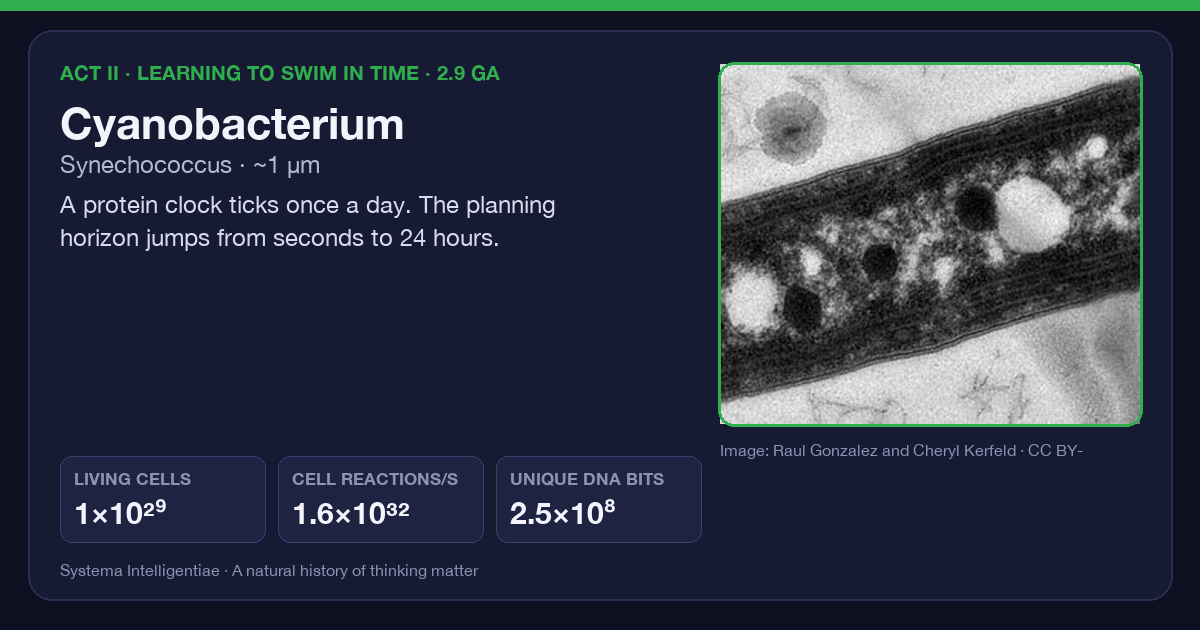 ACT II · LEARNING TO SWIM IN TIME · 2.9 GA
Cyanobacterium
Synechococcus · ~1 µm
A protein clock ticks once a day. The planning
horizon jumps from seconds to 24 hours.
Image: Raul Gonzalez and Cheryl Kerfeld · CC BY-
LIVING CELLS
1×10²⁹
CELL REACTIONS/S
1.6×10³²
UNIQUE DNA BITS
2.5×10⁸
Systema Intelligentiae · A natural history of thinking matter